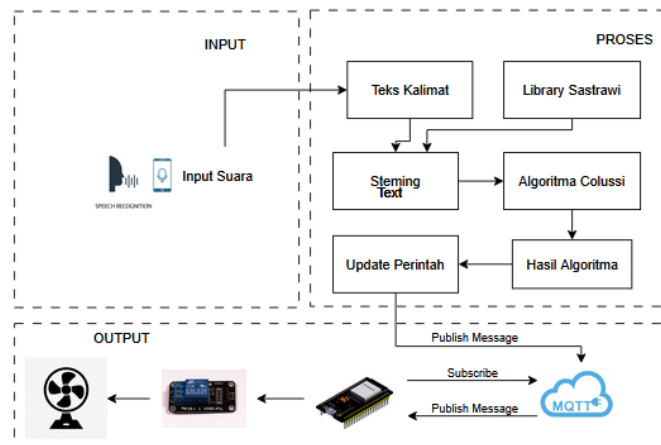 INPUT
PROSES
Teks Kalimat
Library Sastrawi
Input Suara
SPEECH RECOGNITION
Steming
Text
Algoritma Colussi
Update Perintah
Hasil Algoritma
OUTPUT
Publish Message
Subscribe
MQTT
Publish Message